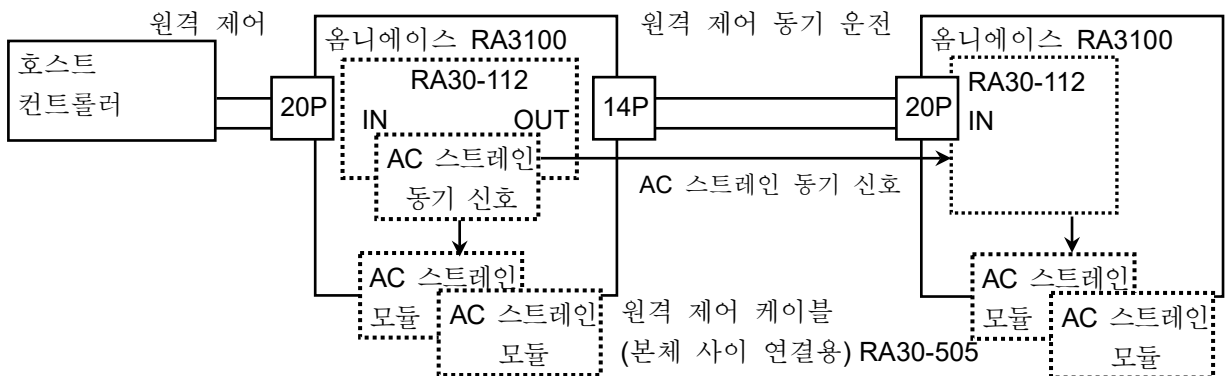 원격 제어
원격 제어 동기 운전
호스트
컨트롤러
20P
옴니에이스 RA3100
RA30-112
IN
OUT
AC 스트레인
동기 신호
14P
AC 스트레인 동기 신호
20P
옴니에이스 RA3100
RA30-112
IN
AC 스트레인
모듈
AC 스트레인
모듈
원격 제어 케이블
(본체 사이 연결용) RA30-505
AC 스트레인
모듈
AC 스트레인
모듈